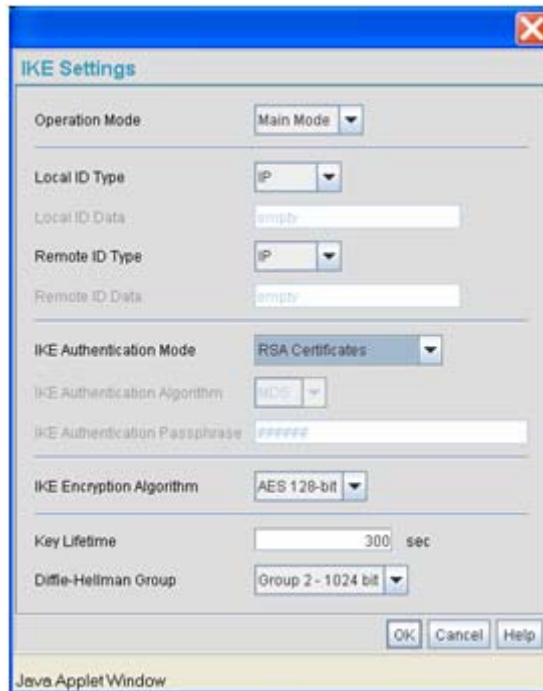 IKE Settings
Operation Mode Main Mode
Local ID Type IP
Local ID Data empty
Remote ID Type IP
Remote ID Data empty
IKE Authentication Mode RSA Certificates
IKE Authentication Algorithm MD5
IKE Authentication Passphrase ######
IKE Encryption Algorithm AES 128-bit
Key Lifetime 300 sec
Diffie-Hellman Group Group 2 - 1024 bit
OK Cancel Help
Java Applet Window